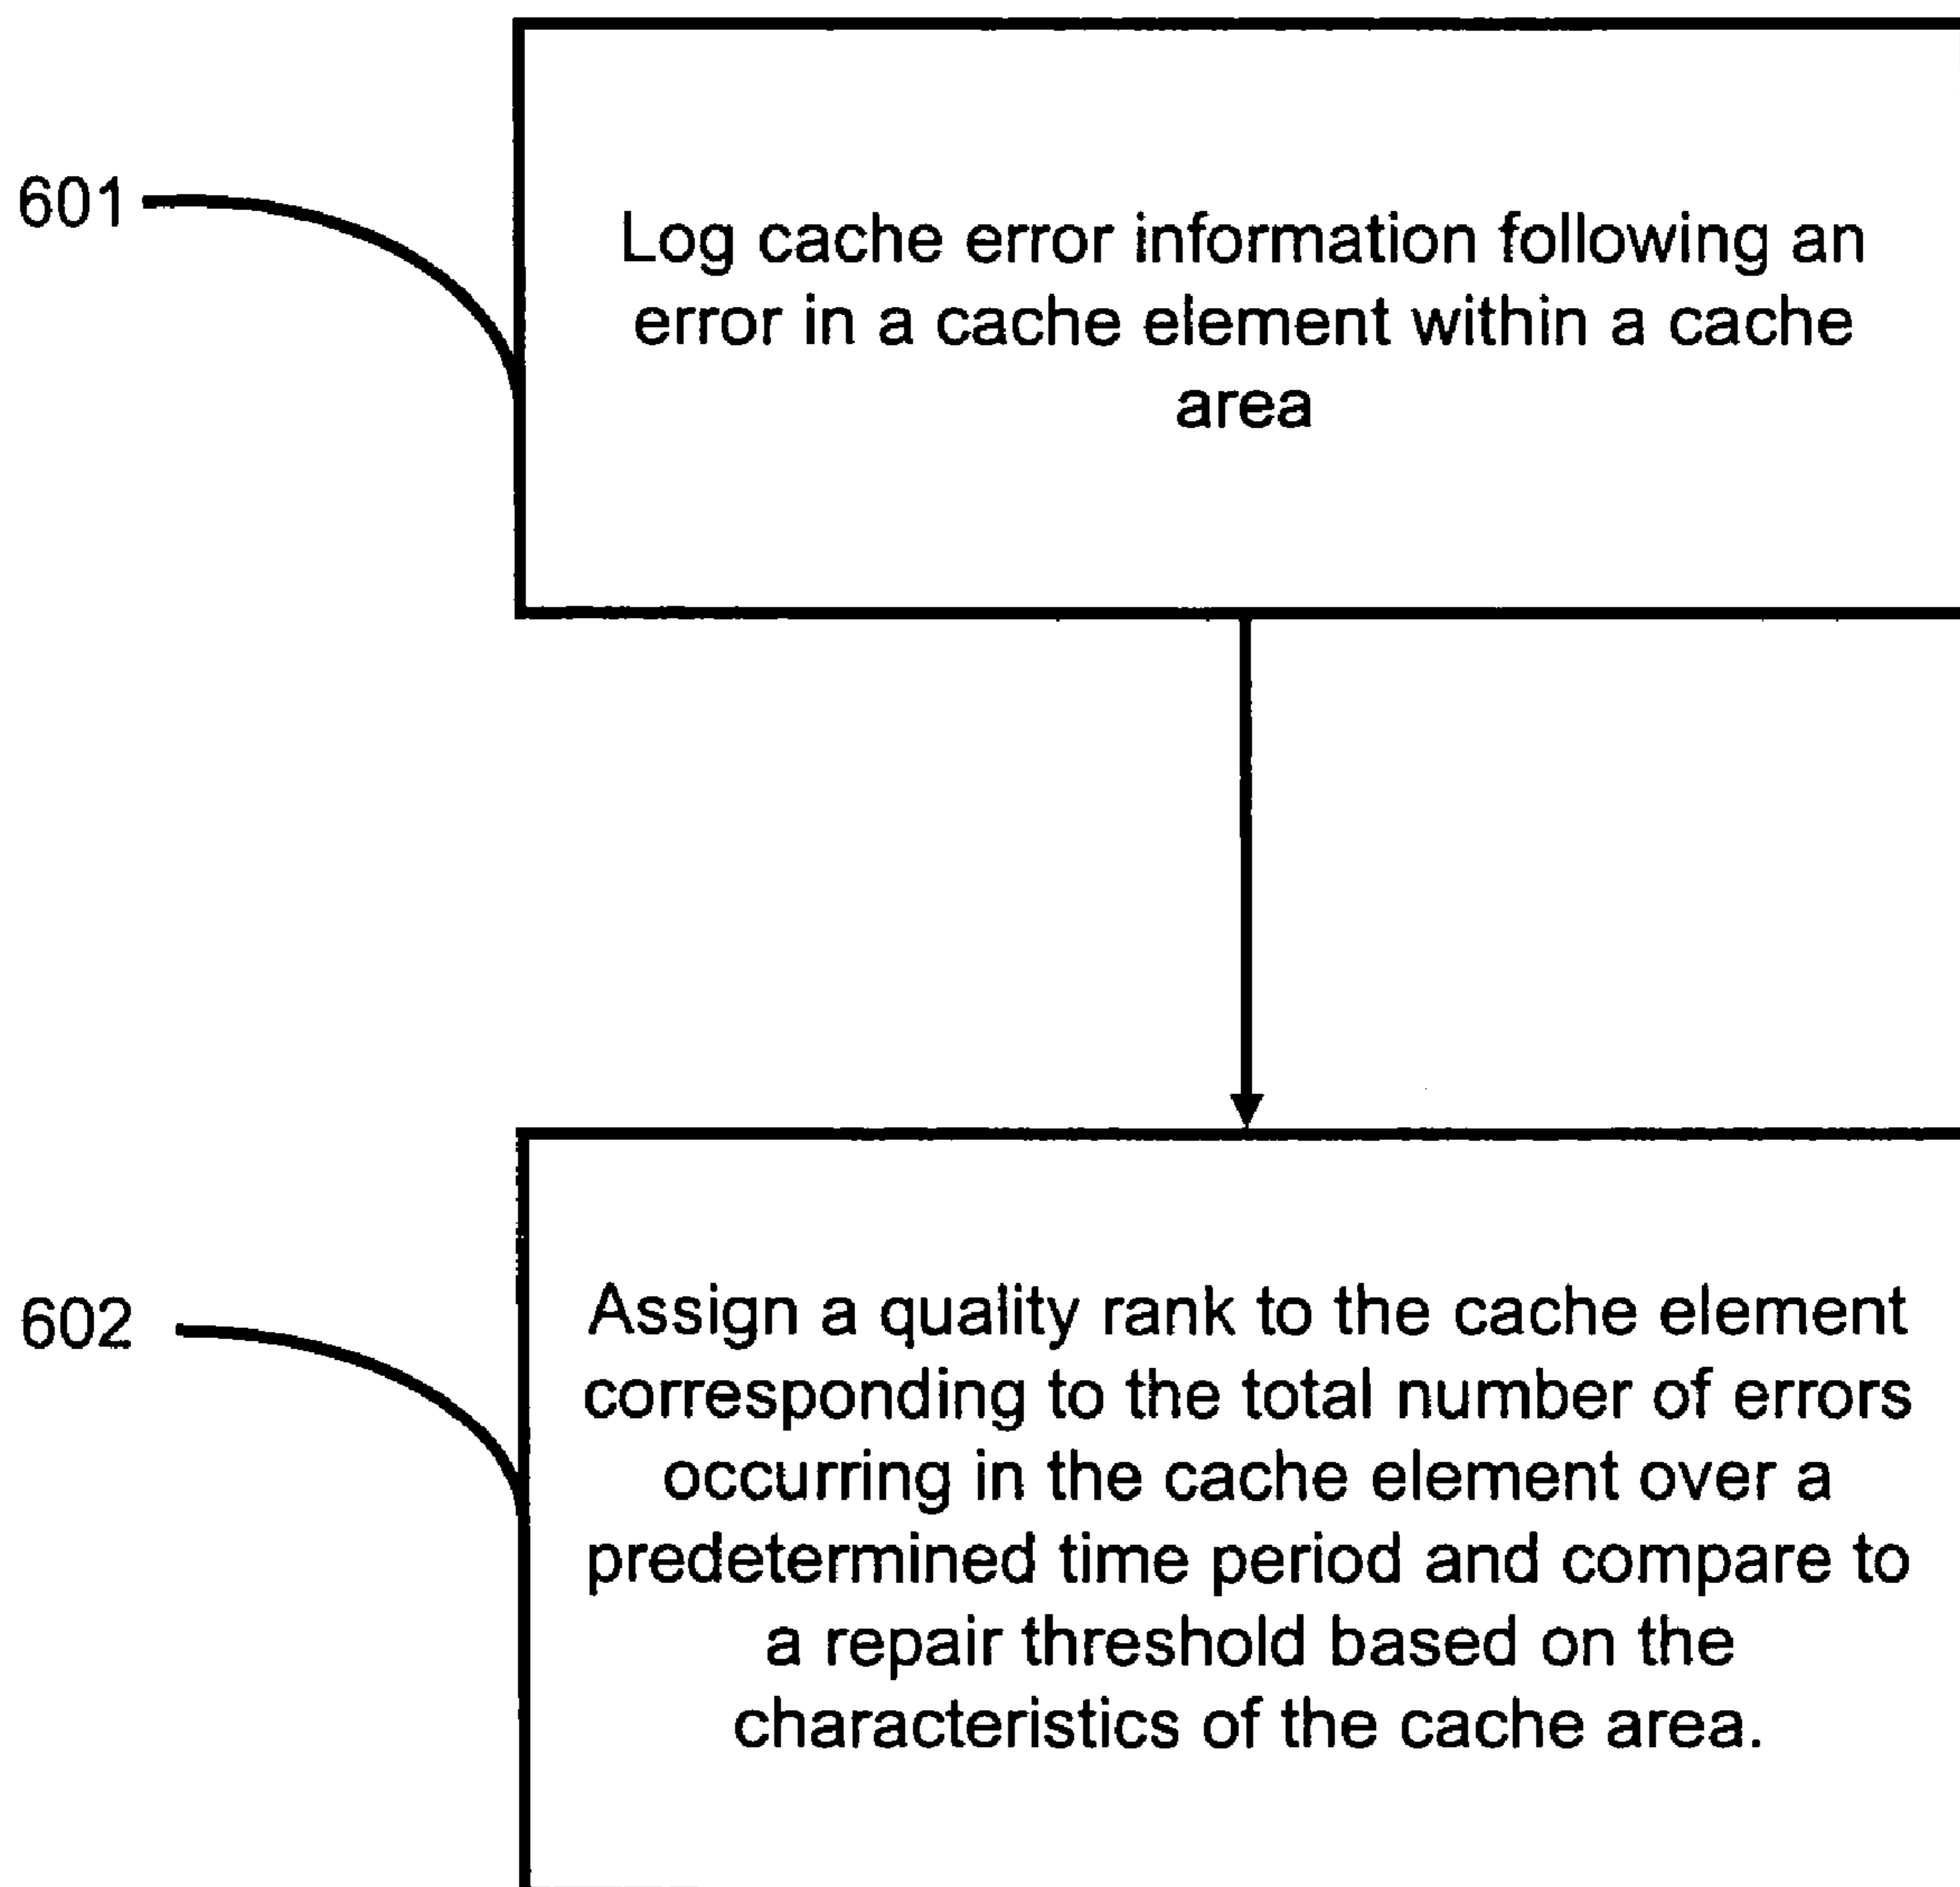 601
Log cache error information following an
error in a cache element within a cache
area
602
Assign a quality rank to the cache element
corresponding to the total number of errors
occurring in the cache element over a
predetermined time period and compare to
a repair threshold based on the
characteristics of the cache area.